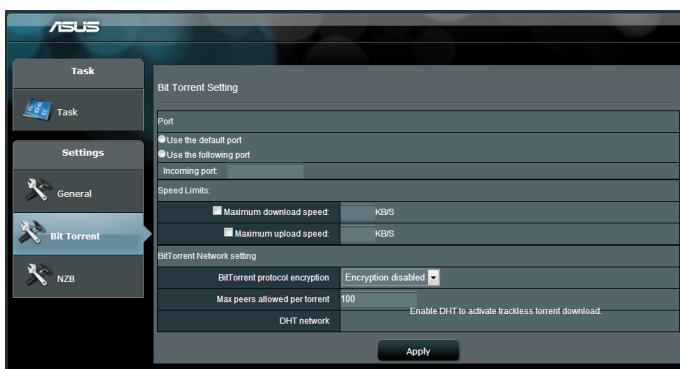 ASUS
Task
Task
Settings
General
Bit Torrent
NZB
Bit Torrent Setting
Port
Use the default port
Use the following port
Incoming port:
Speed Limits:
Maximum download speed: KB/S
Maximum upload speed: KB/S
BitTorrent Network setting
BitTorrent protocol encryption Encryption disabled
Max peers allowed per torrent 100
DHT network Enable DHT to activate trackless torrent download.
Apply